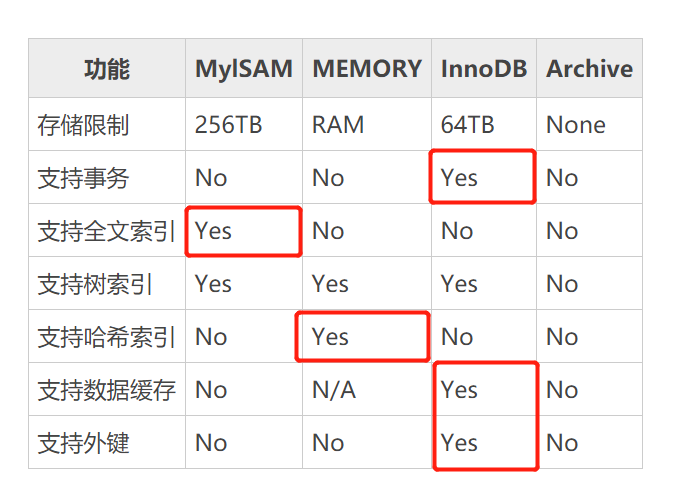 功能 MylSAM MEMORY InnoDB Archive
存储限制 256TB RAM 64TB None
支持事务 No No Yes No
支持全文索引 Yes No No No
支持树索引 Yes Yes Yes No
支持哈希索引 No Yes No No
支持数据缓存 No N/A Yes No
支持外键 No No Yes No